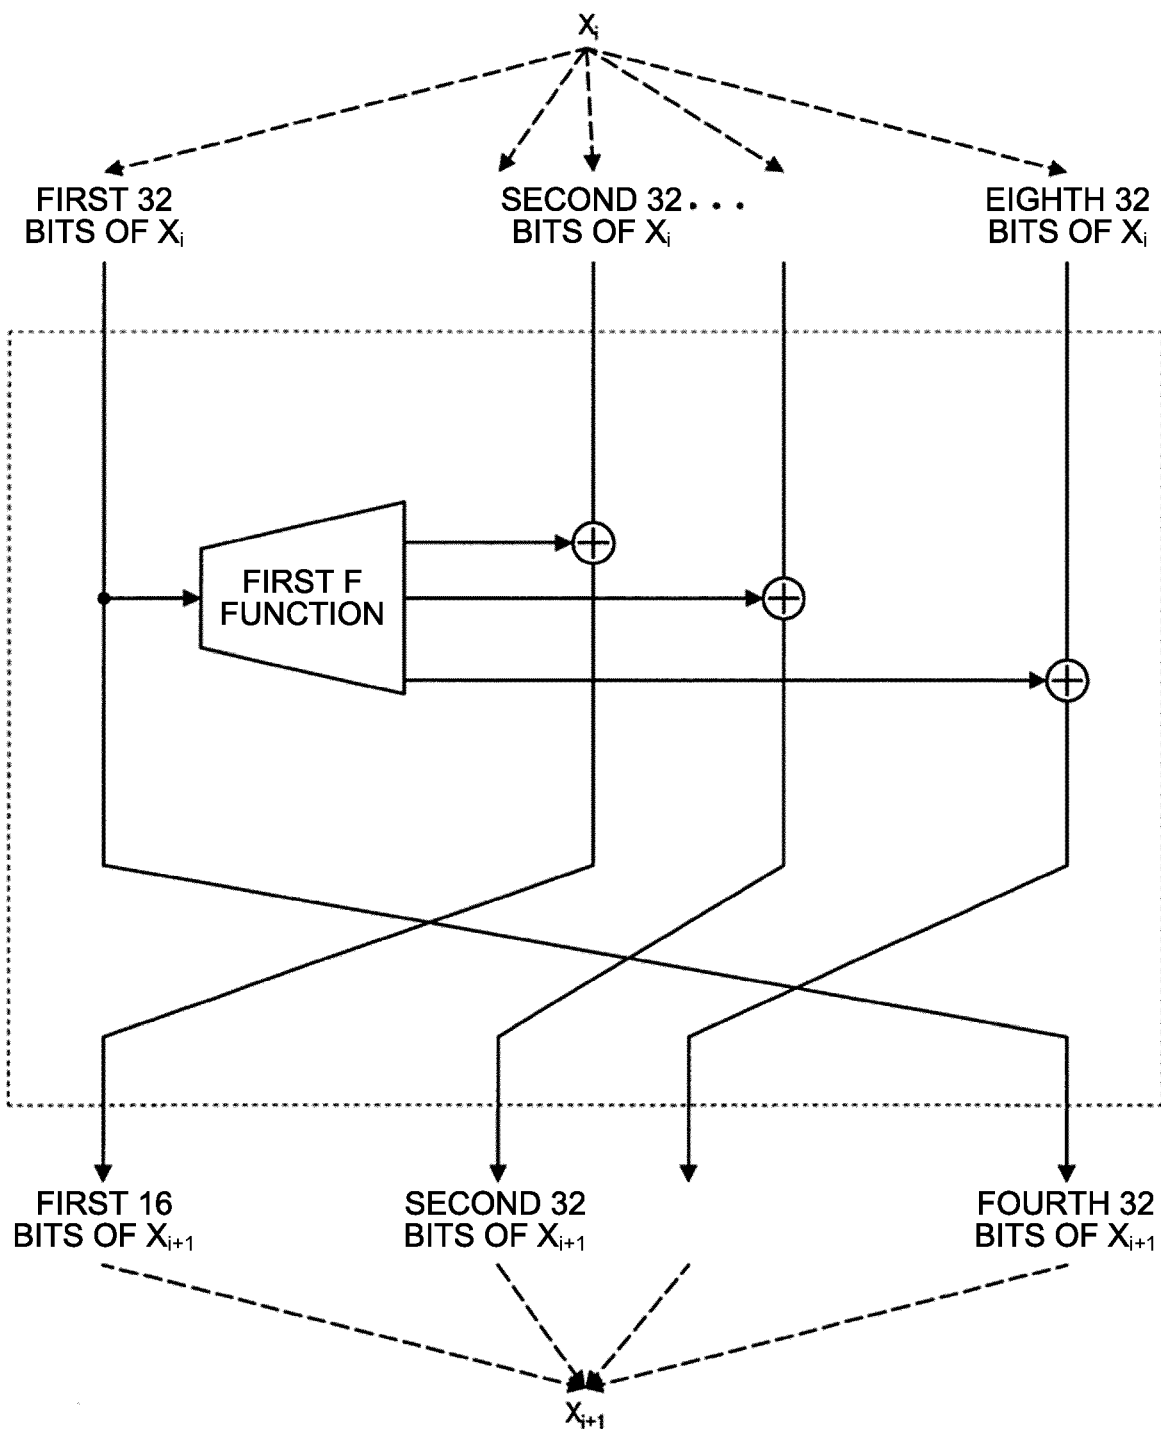 Xi
FIRST 32
BITS OF Xi
SECOND 32...
BITS OF Xi
EIGHTH 32
BITS OF Xi
FIRST F
FUNCTION
FIRST 16
BITS OF Xi+1
SECOND 32
BITS OF Xi+1
FOURTH 32
BITS OF Xi+1
Xi+1